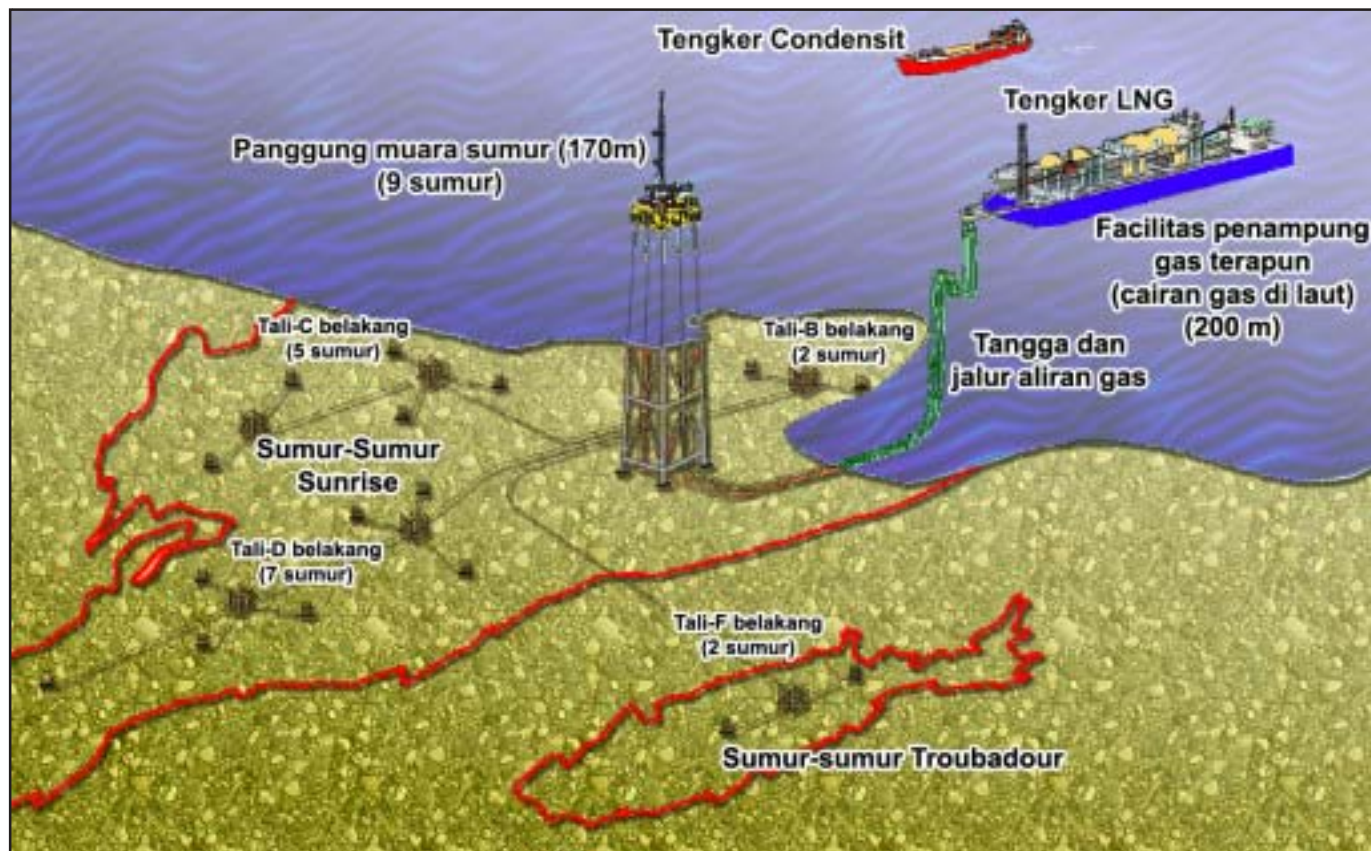 Tengker Condensit
Tengker LNG
Panggung muara sumur (170m)
(9 sumur)
Facilitas penampung
gas terapun
(cairan gas di laut)
(200 m)
Tali-C belakang
(5 sumur)
Tali-B belakang
(2 sumur)
Tangga dan
jalur aliran gas
Sumur-Sumur
Sunrise
Tali-D belakang
(7 sumur)
Tali-F belakang
(2 sumur)
Sumur-sumur Troubadour